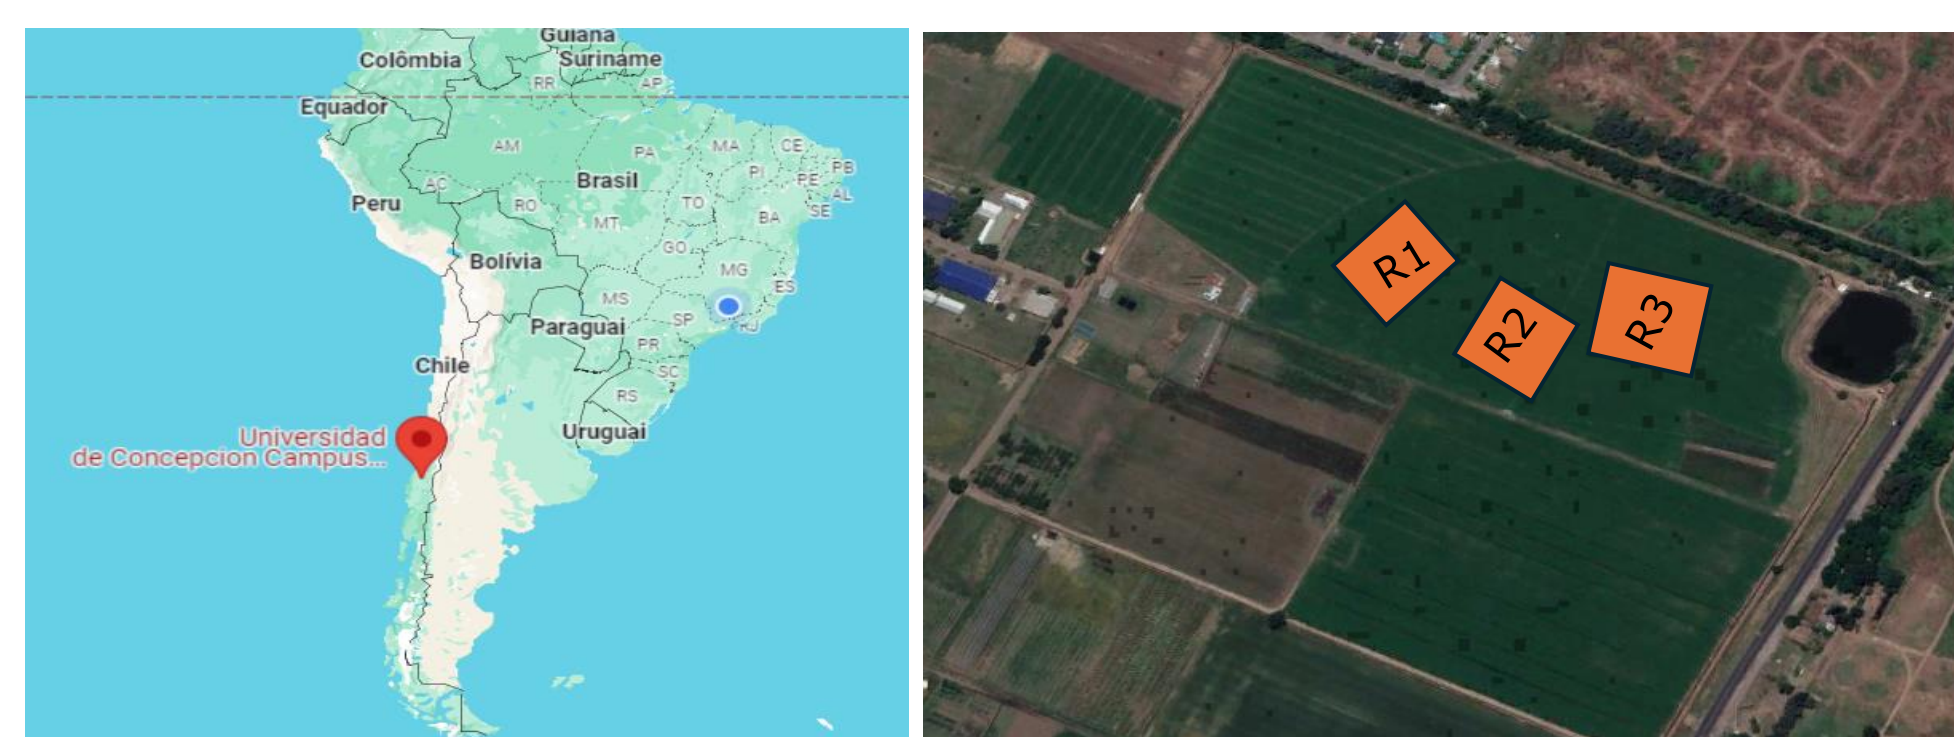 Guiana
Colômbia
Suriname
RR
AP
Equador
AM
PA
MA
CE
PB
PI
PE
AC
Brasil
AL
Peru
RO
TO
SE
MT
BA
GO
Bolívia
MG
ES
MS
Paraguai
SP
RJ
PR
Chile
SC
RS
Uruguai
Universidad
de Concepcion Campus...
R1
R2
R3